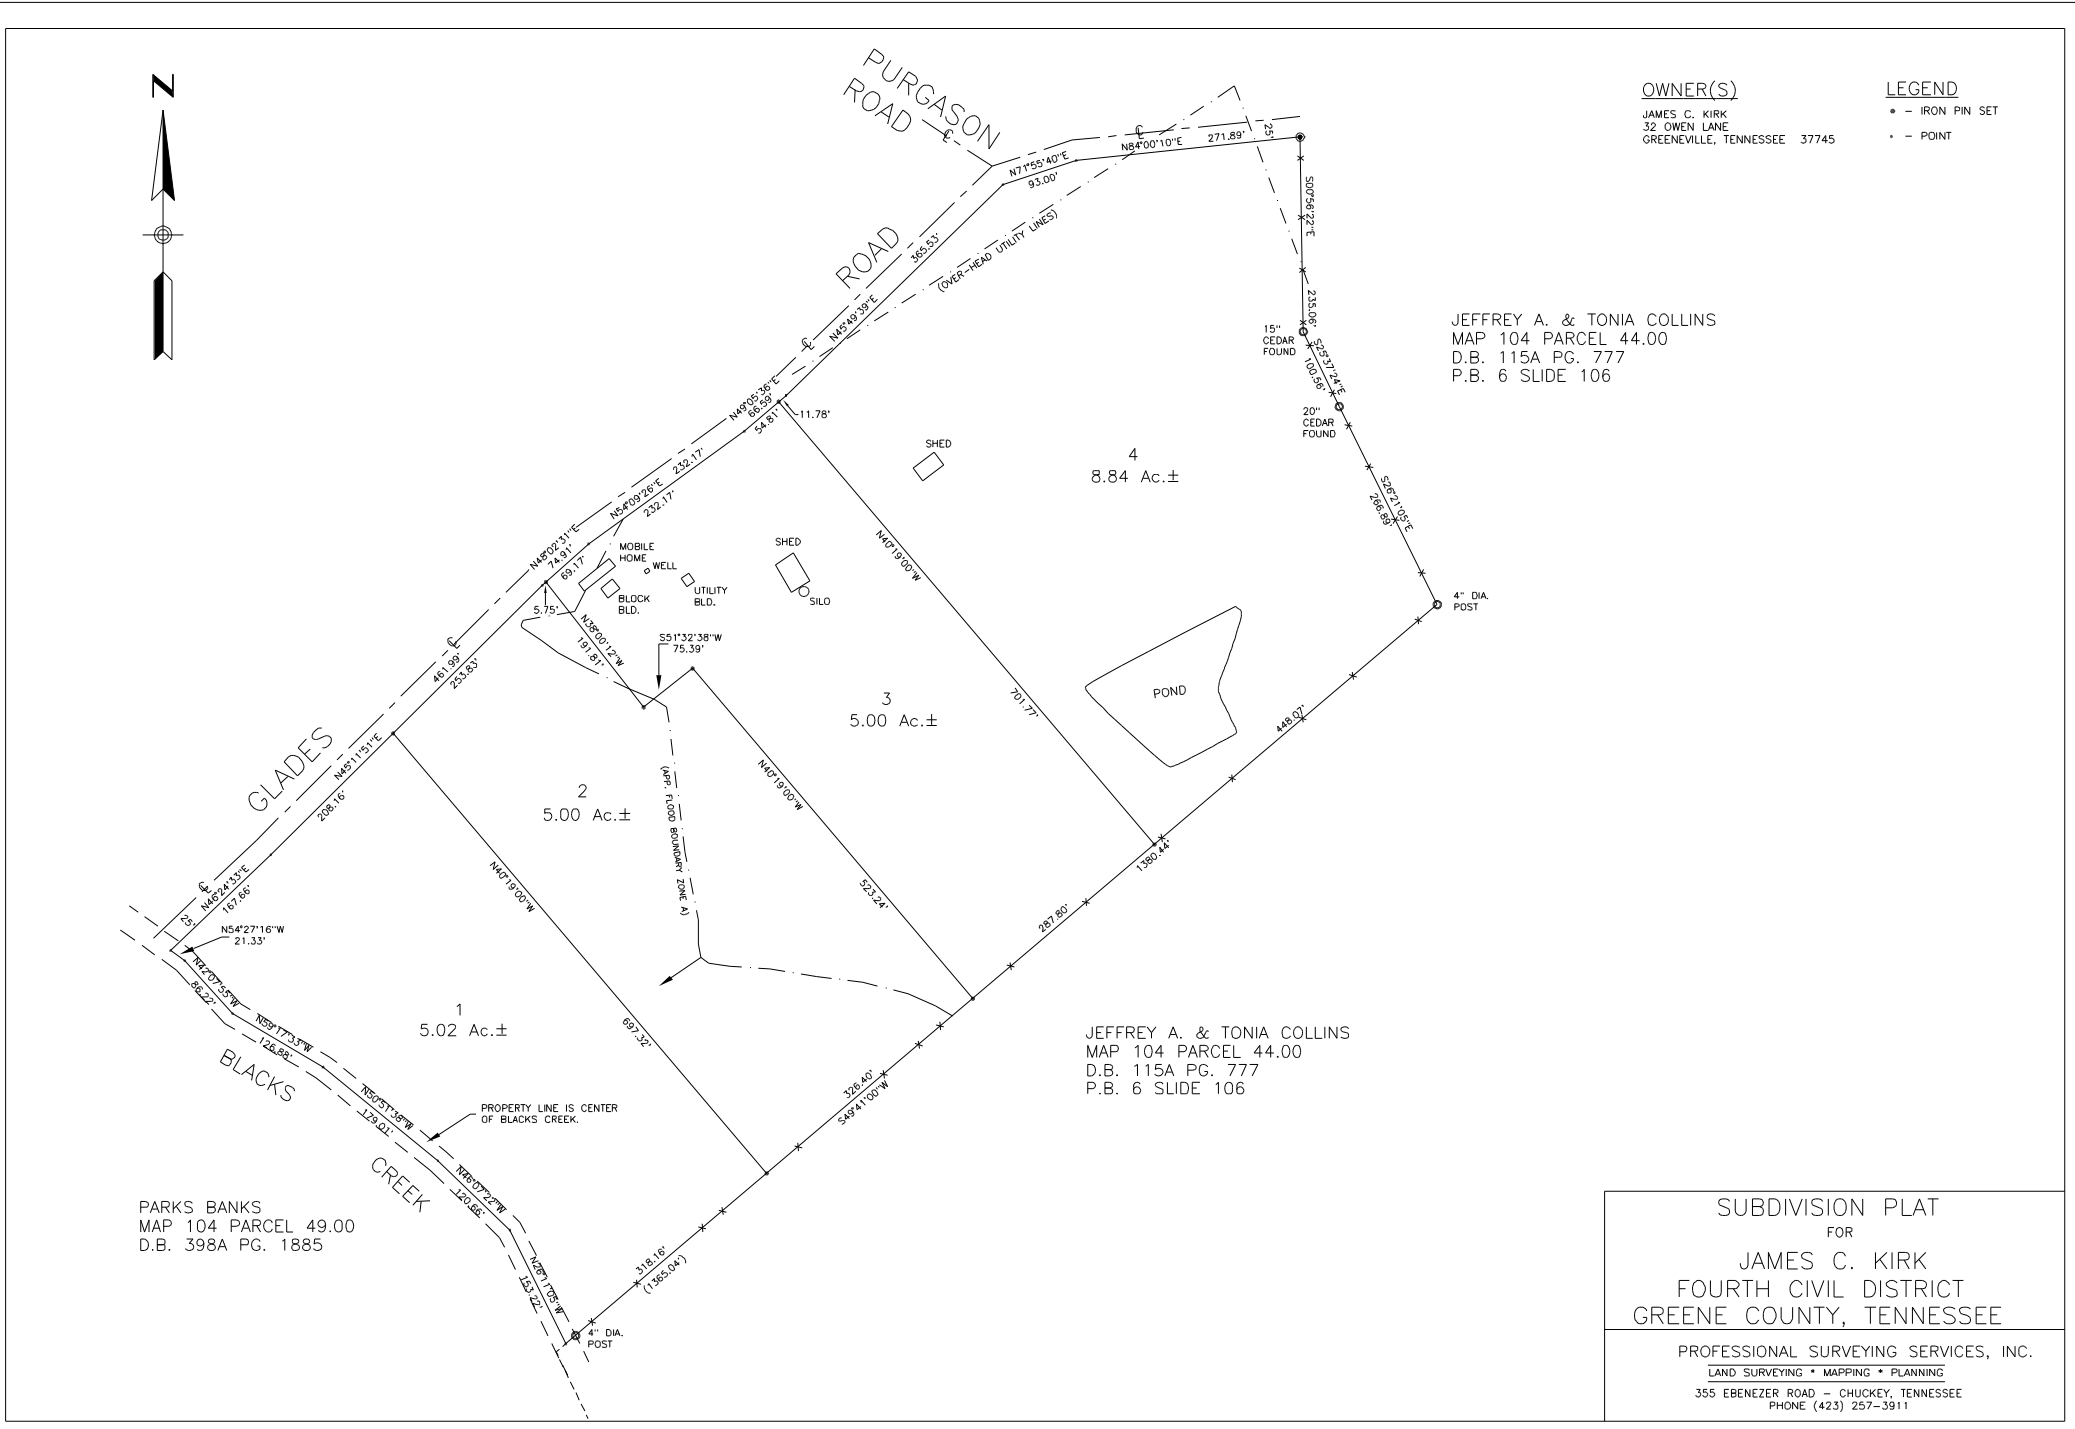 N
PURGASON
ROAD
OWNER(S)
JAMES C. KIRK
32 OWEN LANE
GREENEVILLE, TENNESSEE 37745
LEGEND
• - IRON PIN SET
· - POINT
N71°55'40"E
93.00'
℄
N84°00'10"E
271.89'
25'
S00°56'22"E
235.06'
ROAD
365.53'
N45°49'39"E
(OVER-HEAD UTILITY LINES)
℄
15"
CEDAR
FOUND
S25°37'24"E
100.56'
20"
CEDAR
FOUND
JEFFREY A. & TONIA COLLINS
MAP 104 PARCEL 44.00
D.B. 115A PG. 777
P.B. 6 SLIDE 106
N49°05'36"E
66.59'
54.81'
11.78'
SHED
4
8.84 Ac.±
S26°21'05"E
266.89'
4" DIA.
POST
232.17'
N54°09'26"E
232.17'
N48°02'31"E
74.91'
69.17'
5.75'
MOBILE
HOME
WELL
BLOCK
BLD.
UTILITY
BLD.
SHED
SILO
N40°19'00"W
701.77'
N38°00'12"W
191.81'
S51°32'38"W
75.39'
℄
461.99'
253.83'
3
5.00 Ac.±
POND
448.07'
GLADES
N45°11'51"E
208.16'
2
5.00 Ac.±
(APP. FLOOD BOUNDARY ZONE A)
N40°19'00"W
523.24'
1380.44'
287.80'
℄
N46°24'33"E
167.66'
25'
N54°27'16"W
21.33'
N42°07'55"W
86.22'
N40°19'00"W
697.32'
1
5.02 Ac.±
N59°17'33"W
126.88'
BLACKS
CREEK
N50°51'38"W
179.01'
PROPERTY LINE IS CENTER
OF BLACKS CREEK.
326.40'
S49°41'00"W
JEFFREY A. & TONIA COLLINS
MAP 104 PARCEL 44.00
D.B. 115A PG. 777
P.B. 6 SLIDE 106
N46°07'22"W
120.66'
PARKS BANKS
MAP 104 PARCEL 49.00
D.B. 398A PG. 1885
N26°11'05"W
153.22'
318.16'
(1365.04')
4" DIA.
POST
SUBDIVISION PLAT
FOR
JAMES C. KIRK
FOURTH CIVIL DISTRICT
GREENE COUNTY, TENNESSEE
PROFESSIONAL SURVEYING SERVICES, INC.
LAND SURVEYING * MAPPING * PLANNING
355 EBENEZER ROAD - CHUCKEY, TENNESSEE
PHONE (423) 257-3911